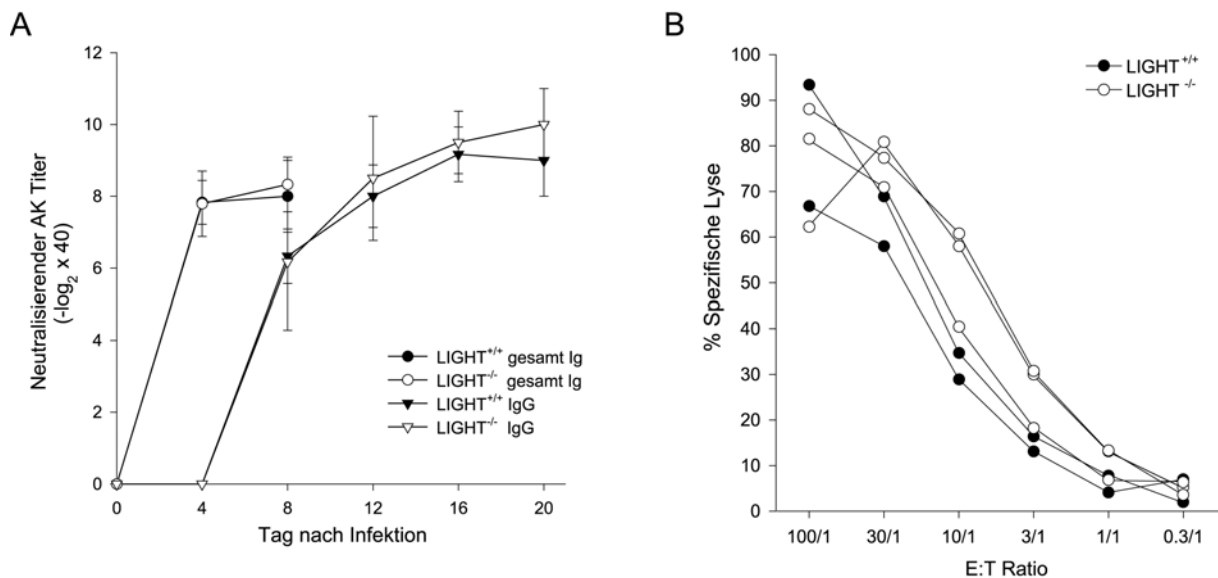 A
Neutralisierender AK Titer
(-log2 x 40)
12
10
8
6
4
2
0
LIGHT+/+ gesamt Ig
LIGHT-/- gesamt Ig
LIGHT+/+ IgG
LIGHT-/- IgG
0 4 8 12 16 20
Tag nach Infektion
B
% Spezifische Lyse
100
90
80
70
60
50
40
30
20
10
0
LIGHT +/+
LIGHT -/-
100/1 30/1 10/1 3/1 1/1 0.3/1
E:T Ratio